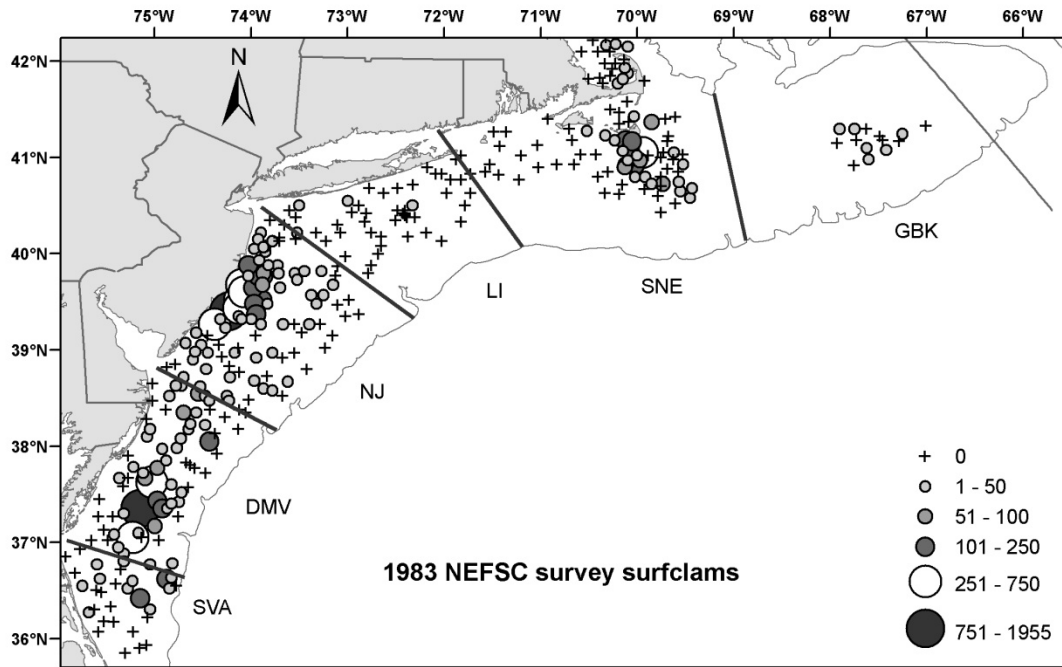 75°W 74°W 73°W 72°W 71°W 70°W 69°W 68°W 67°W 66°W
42°N
N
41°N
GBK
40°N
SNE
LI
39°N
NJ
38°N
0
1 - 50
DMV
51 - 100
37°N
101 - 250
1983 NEFSC survey surfclams
251 - 750
SVA
751 - 1955
36°N